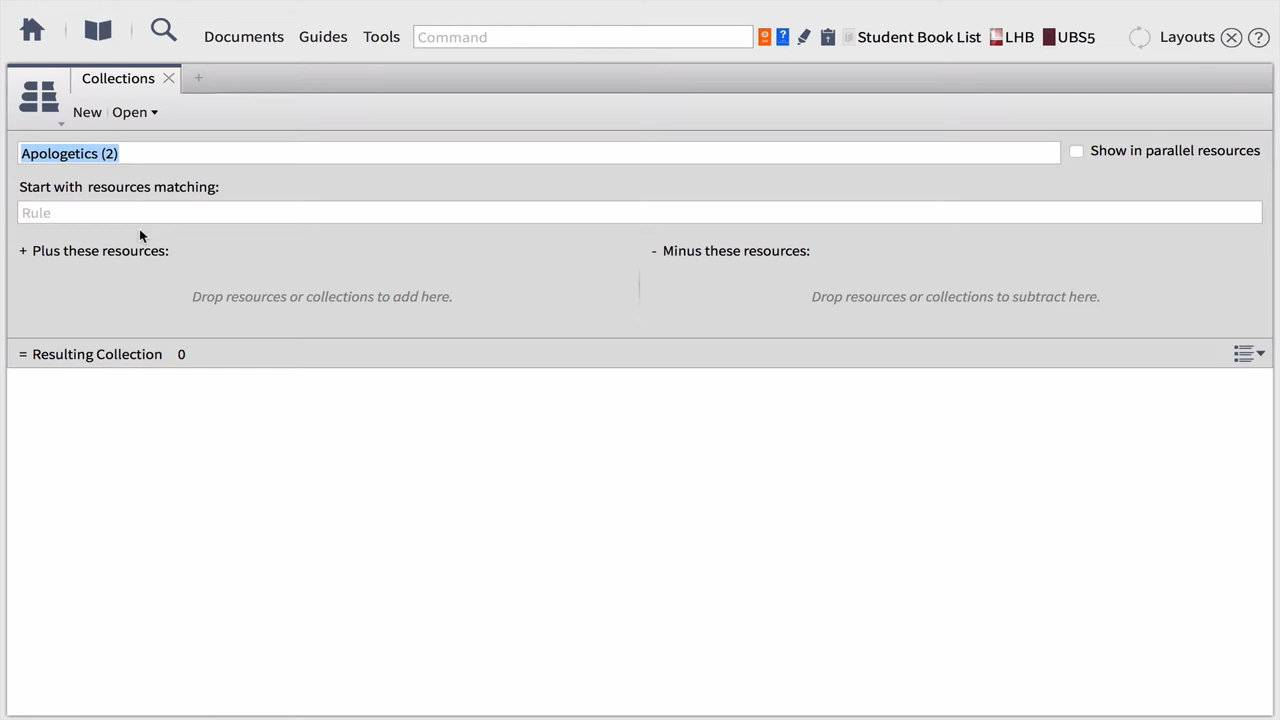 Documents Guides Tools Command Student Book List LHB UBS5 Layouts ?
Collections
New Open
Apologetics (2) Show in parallel resources
Start with resources matching:
Rule
+ Plus these resources: - Minus these resources:
Drop resources or collections to add here. Drop resources or collections to subtract here.
= Resulting Collection 0